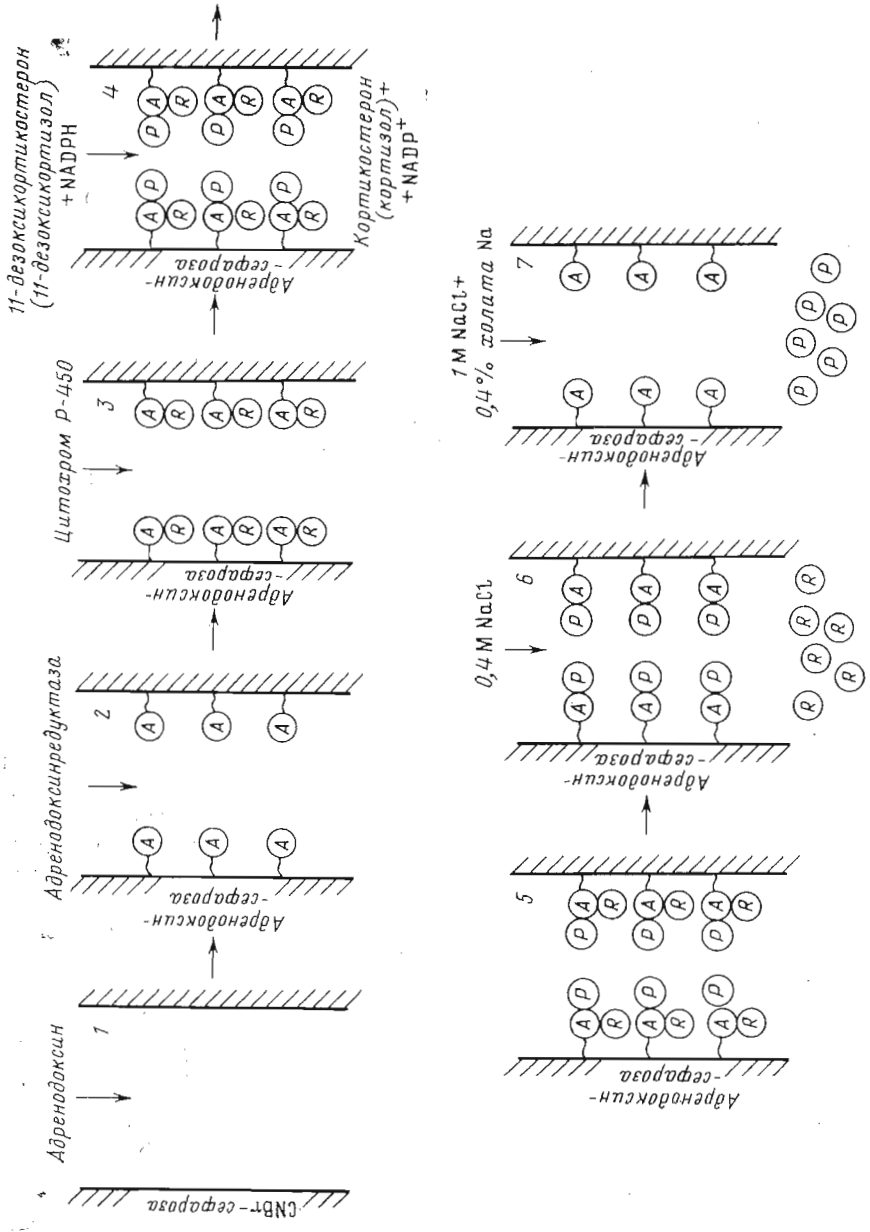 Адренодоксин
1
CNBr-сефароза
Адренодоксинредуктаза
2
A A
A A
A A
Адренодоксин-
-сефароза
Цитохром P-450
3
A A
R R
A A
R R
A A
R R
Адренодоксин-
-сефароза
11-дезоксикортикостерон
(11-дезоксикортизол)
+ NADPH
4
A P P A
R R
A P P A
R R
A P P A
R R
Адренодоксин-
-сефароза
Кортикостерон
(кортизол)+
+ NADP+
5
A P P A
R R
A P P A
R R
A P P A
R R
Адренодоксин-
-сефароза
0,4 M NaCl
6
A P P A
A P P A
A P P A
Адренодоксин-
-сефароза
R R R R R R
1 M NaCl+
0,4% холата Na
7
A A
A A
A A
Адренодоксин-
-сефароза
P P P P P P